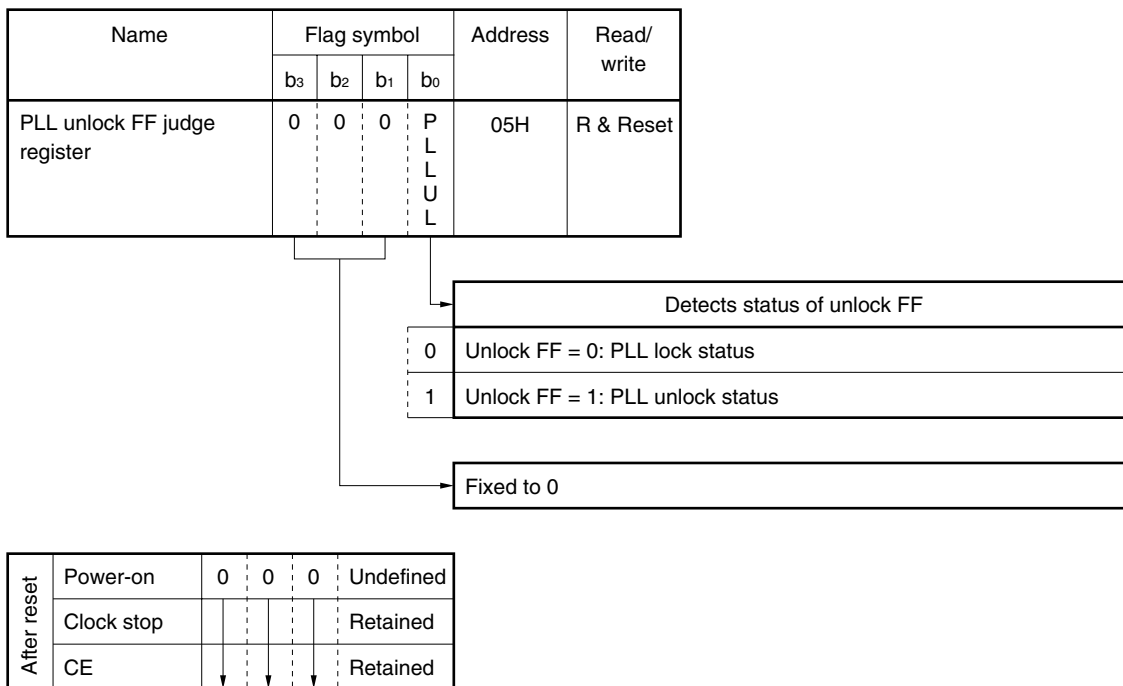 Name Flag symbol Address Read/
write
b3 b2 b1 b0
PLL unlock FF judge 0 0 0 P 05H R & Reset
register L
L
U
L
Detects status of unlock FF
0 Unlock FF = 0: PLL lock status
1 Unlock FF = 1: PLL unlock status
Fixed to 0
After reset
Power-on 0 0 0 Undefined
Clock stop Retained
CE Retained